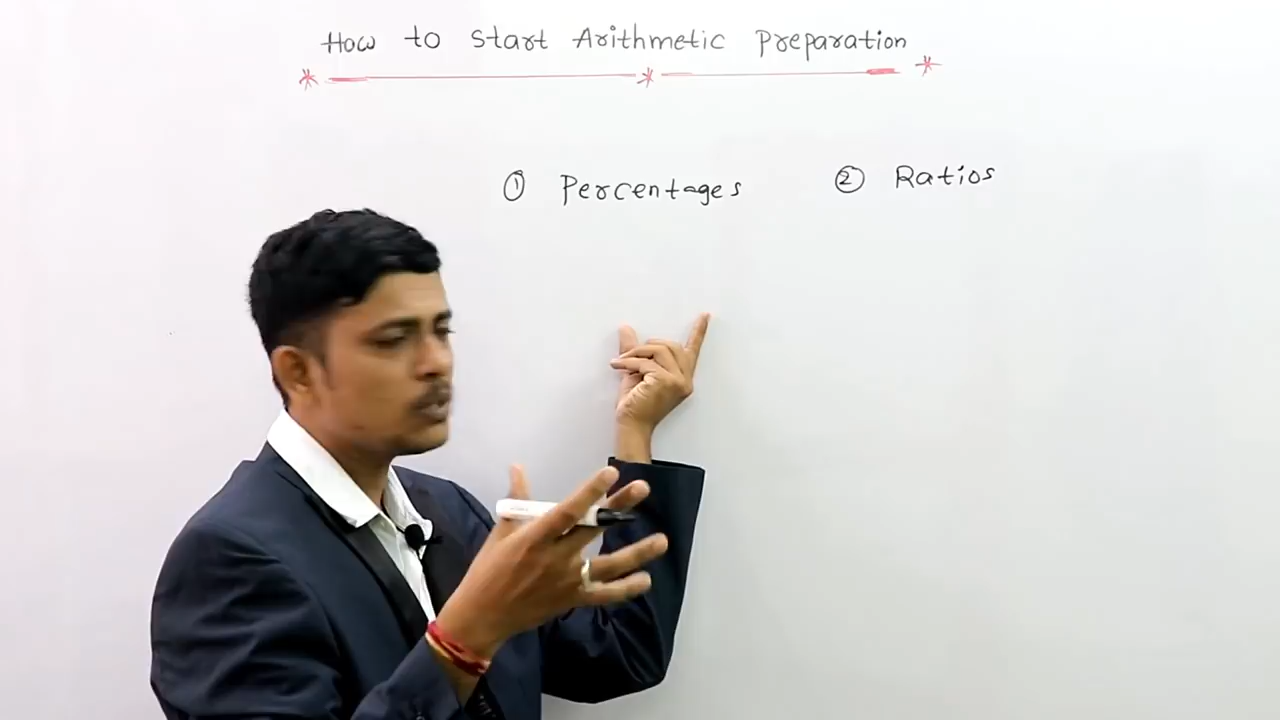 How to Start Arithmetic Preparation
① Percentages ② Ratios